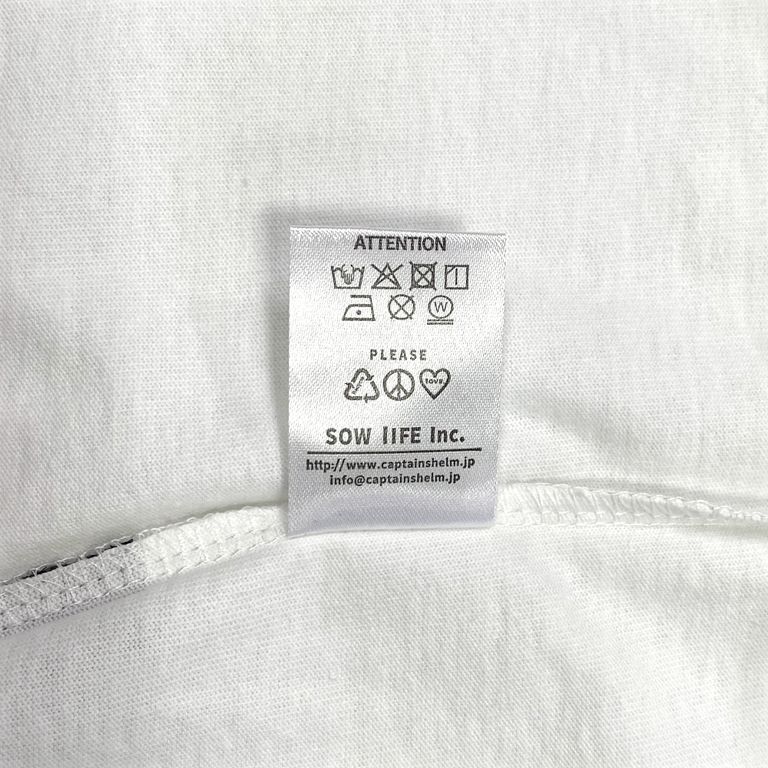 ATTENTION
W
PLEASE
love.
SOW lIFE Inc.
http://www.captainshelm.jp
info@captainshelm.jp